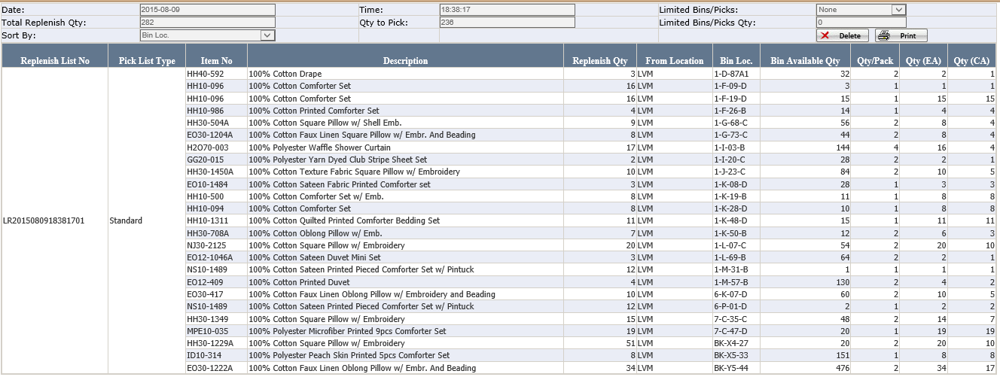 Date: 2015-08-09 Time: 18:38:17 Limited Bins/Picks: None
Total Replenish Qty: 282 Qty to Pick: 236 Limited Bins/Picks Qty: 0
Sort By: Bin Loc. Delete Print
Replenish List No Pick List Type Item No Description Replenish Qty From Location Bin Loc. Bin Available Qty Qty/Pack Qty (EA) Qty (CA)
HH40-592 100% Cotton Drape 3 LVM 1-D-87A1 32 2 2 1
HH10-096 100% Cotton Comforter Set 16 LVM 1-F-09-D 3 1 1 1
HH10-096 100% Cotton Comforter Set 16 LVM 1-F-19-D 15 1 15 15
HH10-986 100% Cotton Printed Comforter Set 4 LVM 1-F-26-B 14 1 4 4
HH30-504A 100% Cotton Square Pillow w/ Shell Emb. 9 LVM 1-G-68-C 56 2 8 4
EO30-1204A 100% Cotton Faux Linen Square Pillow w/ Embr. And Beading 8 LVM 1-G-73-C 44 2 8 4
H2O70-003 100% Polyester Waffle Shower Curtain 17 LVM 1-I-03-B 144 4 16 4
GG20-015 100% Polyester Yarn Dyed Club Stripe Sheet Set 2 LVM 1-I-20-C 28 2 2 1
HH30-1450A 100% Cotton Texture Fabric Square Pillow w/ Embroidery 10 LVM 1-J-23-C 84 2 10 5
EO10-1484 100% Cotton Sateen Fabric Printed Comforter set 3 LVM 1-K-08-D 28 1 3 3
HH10-500 100% Cotton Comforter Set w/ Emb. 8 LVM 1-K-19-B 11 1 8 8
HH10-094 100% Cotton Comforter Set 8 LVM 1-K-28-D 10 1 8 8
LR2015080918381701 Standard HH10-1311 100% Cotton Quilted Printed Comforter Bedding Set 11 LVM 1-K-48-D 15 1 11 11
HH30-708A 100% Cotton Oblong Pillow w/ Emb. 7 LVM 1-K-50-B 12 2 6 3
NJ30-2125 100% Cotton Square Pillow w/ Embroidery 20 LVM 1-L-07-C 54 2 20 10
EO12-1046A 100% Cotton Sateen Duvet Mini Set 3 LVM 1-L-69-B 64 2 2 1
NS10-1489 100% Cotton Sateen Printed Pieced Comforter Set w/ Pintuck 12 LVM 1-M-31-B 1 1 1 1
EO12-409 100% Cotton Printed Duvet 4 LVM 1-M-57-B 130 2 4 2
EO30-417 100% Cotton Faux Linen Oblong Pillow w/ Embroidery and Beading 10 LVM 6-K-07-D 60 2 10 5
NS10-1489 100% Cotton Sateen Printed Pieced Comforter Set w/ Pintuck 12 LVM 6-P-01-D 2 1 2 2
HH30-1349 100% Cotton Square Pillow w/ Embroidery 15 LVM 7-C-35-C 48 2 14 7
MPE10-035 100% Polyester Microfiber Printed 9pcs Comforter Set 19 LVM 7-C-47-D 20 1 19 19
HH30-1229A 100% Cotton Square Pillow w/ Embroidery 51 LVM BK-X4-27 20 2 20 10
ID10-314 100% Polyester Peach Skin Printed 5pcs Comforter Set 8 LVM BK-X5-33 151 1 8 8
EO30-1222A 100% Cotton Faux Linen Oblong Pillow w/ Embr. And Beading 34 LVM BK-Y5-44 476 2 34 17